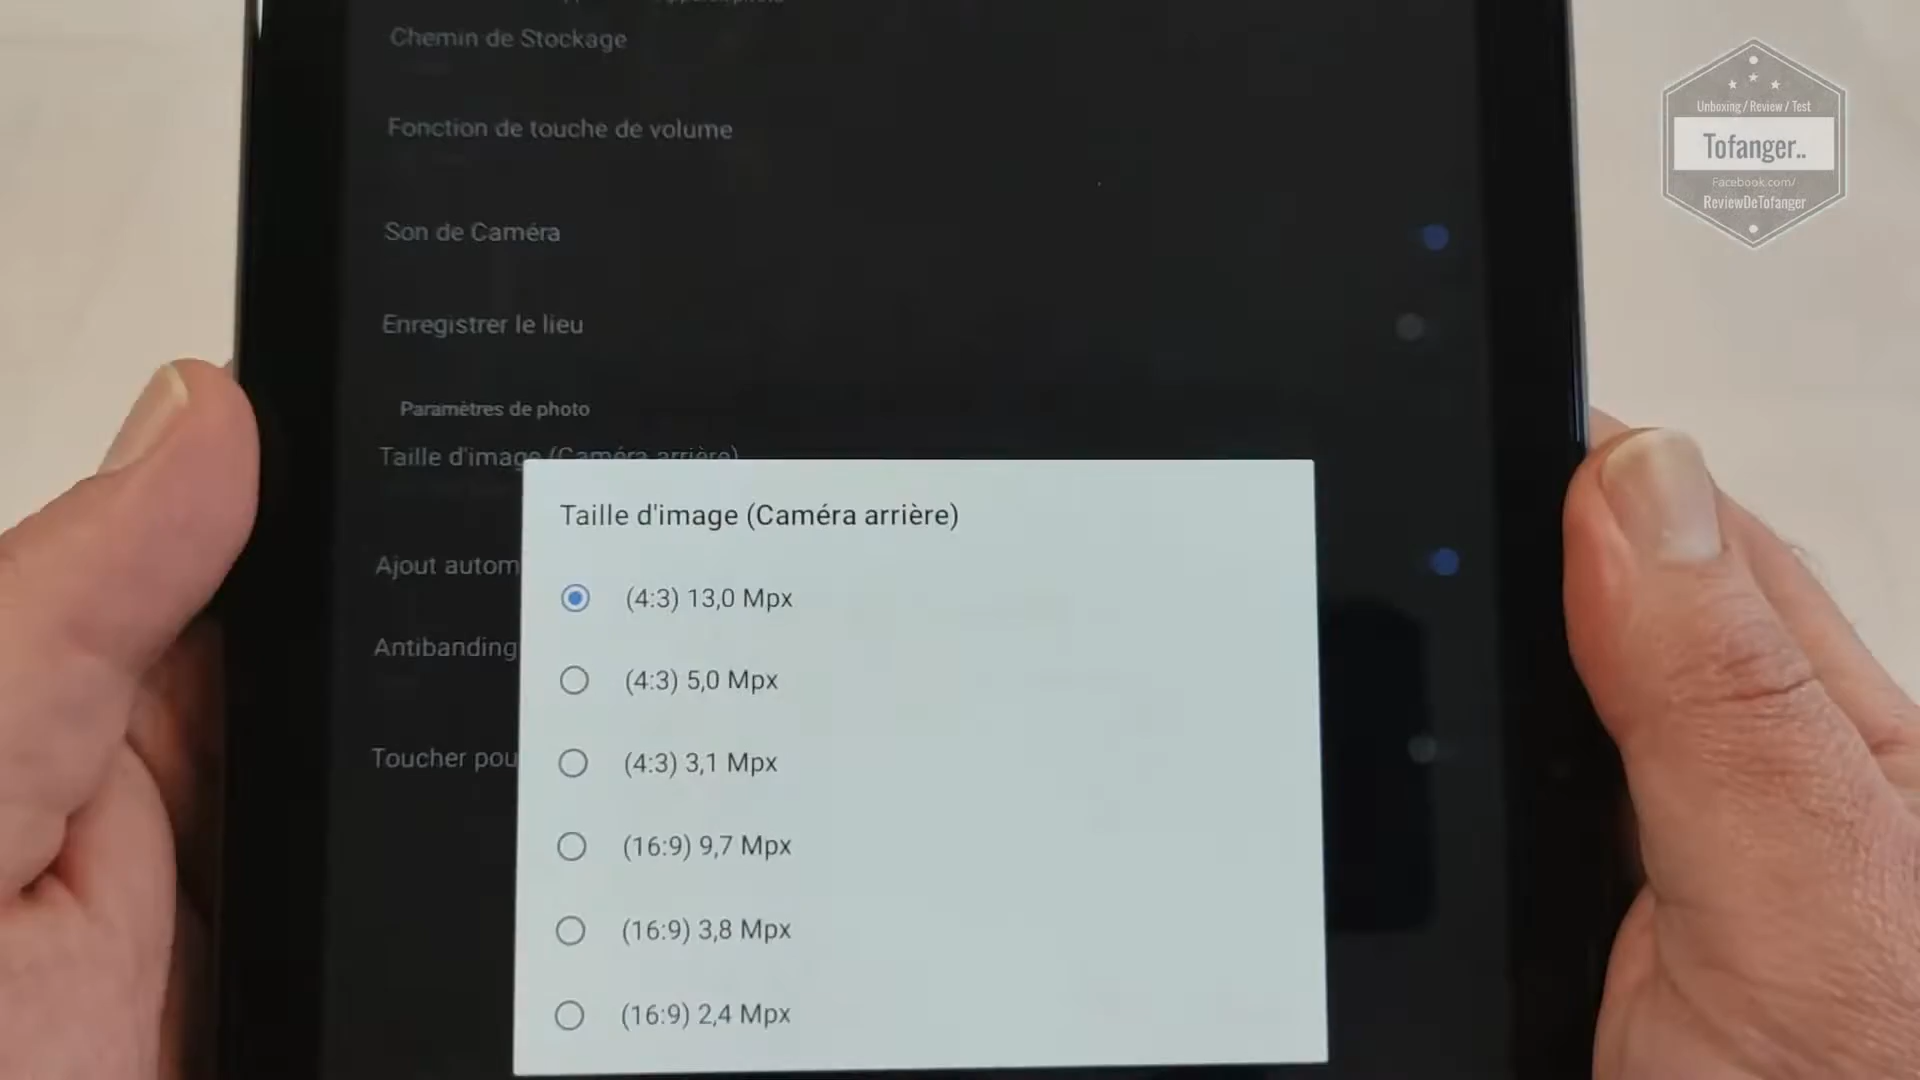 Chemin de Stockage
Fonction de touche de volume
Son de Caméra
Enregistrer le lieu
Paramètres de photo
Taille d'image (Caméra arrière)
Taille d'image (Caméra arrière)
(4:3) 13,0 Mpx
Ajout autom
(4:3) 5,0 Mpx
Antibanding
(4:3) 3,1 Mpx
Toucher pou
(16:9) 9,7 Mpx
(16:9) 3,8 Mpx
(16:9) 2,4 Mpx
Unboxing / Review / Test
Tofanger..
Facebook.com/
ReviewDeTofanger